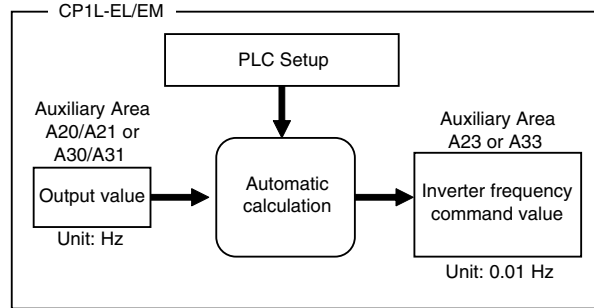 CP1L-EL/EM
PLC Setup
Auxiliary Area
A20/A21 or
A30/A31
Output value
Unit: Hz
Automatic
calculation
Auxiliary Area
A23 or A33
Inverter frequency
command value
Unit: 0.01 Hz